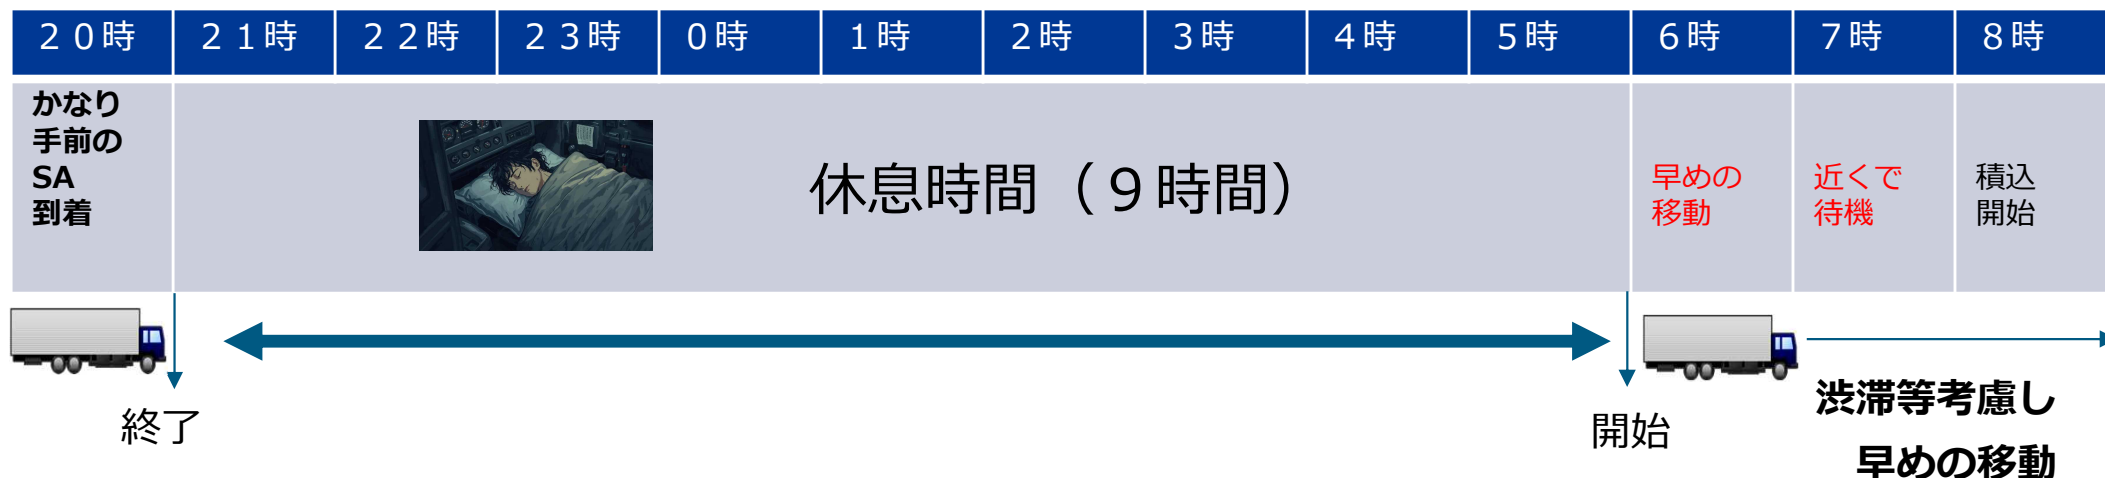 ２０時 ２１時 ２２時 ２３時 ０時 １時 ２時 ３時 ４時 ５時 ６時 ７時 ８時
かなり
手前の
SA
到着
休息時間（９時間）
早めの
移動
近くで
待機
積込
開始
終了
開始
渋滞等考慮し
早めの移動